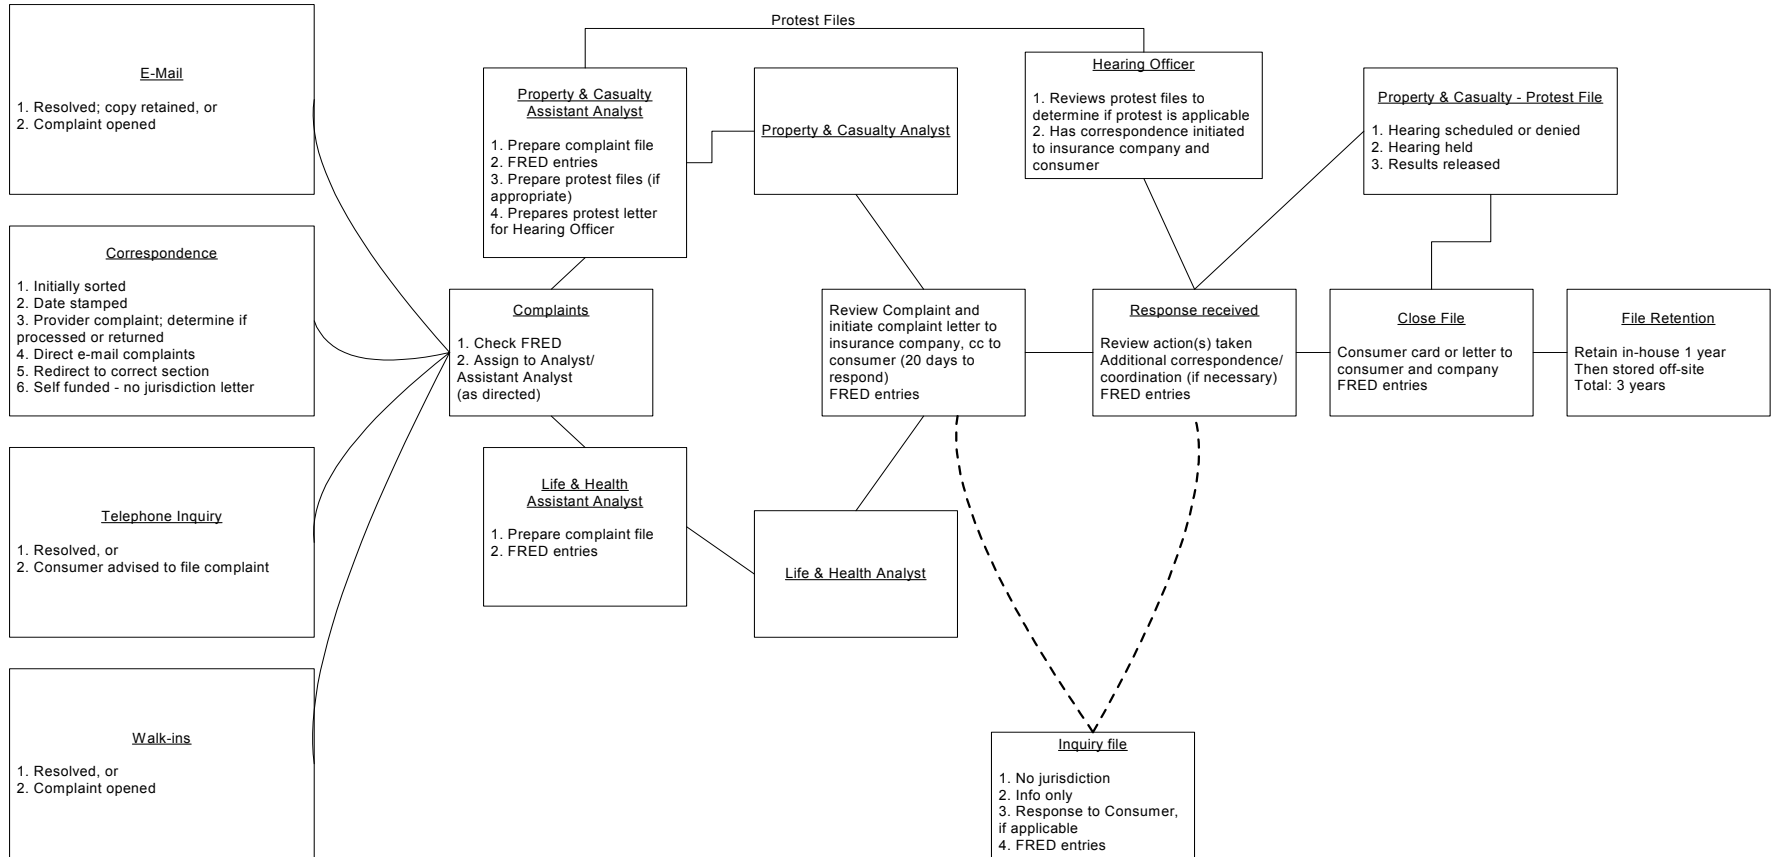 Protest Files
E-Mail
1. Resolved; copy retained, or
2. Complaint opened
Correspondence
1. Initially sorted
2. Date stamped
3. Provider complaint; determine if
processed or returned
4. Direct e-mail complaints
5. Redirect to correct section
6. Self funded - no jurisdiction letter
Telephone Inquiry
1. Resolved, or
2. Consumer advised to file complaint
Walk-ins
1. Resolved, or
2. Complaint opened
Property & Casualty
Assistant Analyst
1. Prepare complaint file
2. FRED entries
3. Prepare protest files (if
appropriate)
4. Prepares protest letter
for Hearing Officer
Complaints
1. Check FRED
2. Assign to Analyst/
Assistant Analyst
(as directed)
Life & Health
Assistant Analyst
1. Prepare complaint file
2. FRED entries
Property & Casualty Analyst
Life & Health Analyst
Review Complaint and
initiate complaint letter to
insurance company, cc to
consumer (20 days to
respond)
FRED entries
Hearing Officer
1. Reviews protest files to
determine if protest is applicable
2. Has correspondence initiated
to insurance company and
consumer
Response received
Review action(s) taken
Additional correspondence/
coordination (if necessary)
FRED entries
Inquiry file
1. No jurisdiction
2. Info only
3. Response to Consumer,
if applicable
4. FRED entries
Property & Casualty - Protest File
1. Hearing scheduled or denied
2. Hearing held
3. Results released
Close File
Consumer card or letter to
consumer and company
FRED entries
File Retention
Retain in-house 1 year
Then stored off-site
Total: 3 years